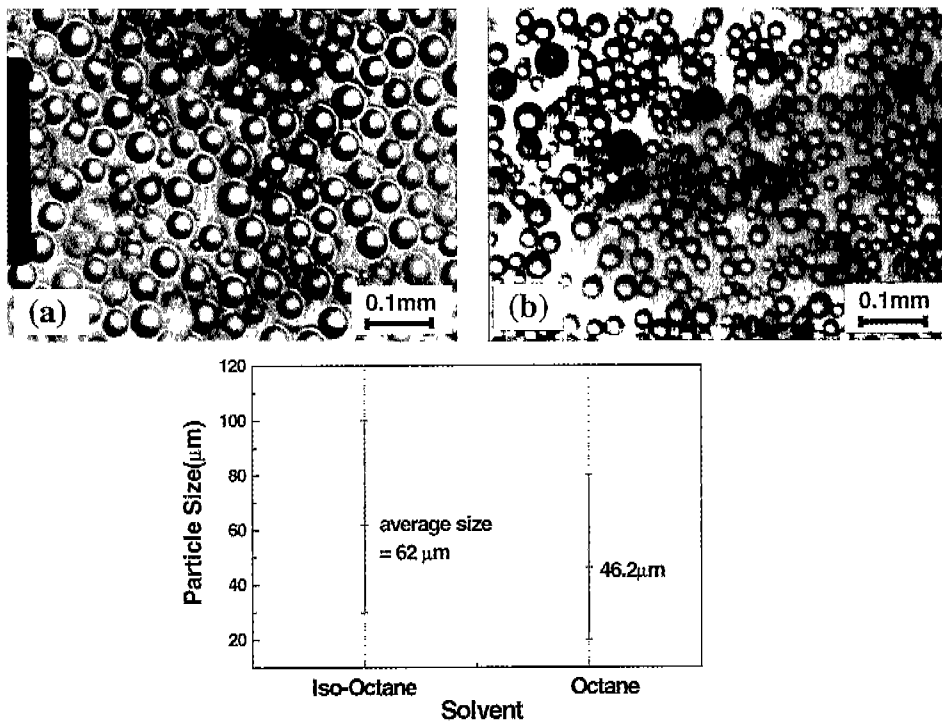 (a)
0.1mm
(b)
0.1mm
120
100
80
60
40
20
Particle Size(μm)
average size
= 62 μm
46.2μm
Iso-Octane
Octane
Solvent